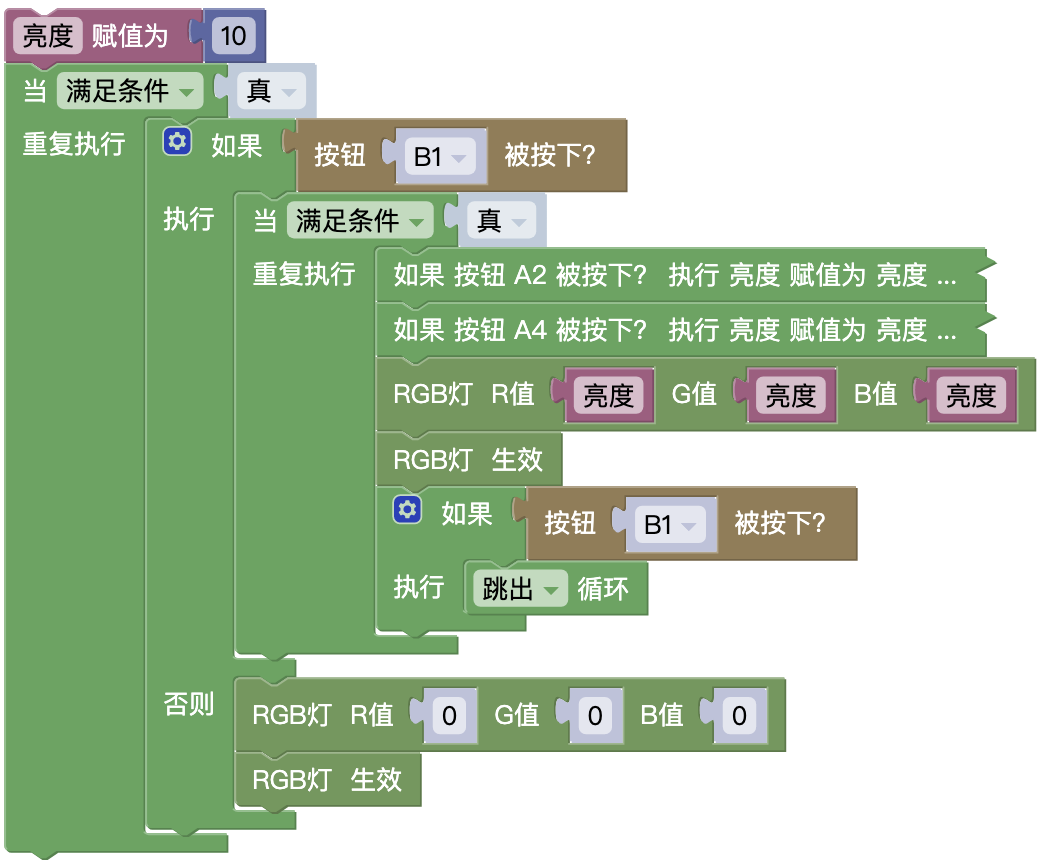 亮度 赋值为 10
当 满足条件 真
重复执行 如果 按钮 B1 被按下?
执行 当 满足条件 真
重复执行 如果 按钮 A2 被按下? 执行 亮度 赋值为 亮度 ...
如果 按钮 A4 被按下? 执行 亮度 赋值为 亮度 ...
RGB灯 R值 亮度 G值 亮度 B值 亮度
RGB灯 生效
如果 按钮 B1 被按下?
执行 跳出 循环
否则 RGB灯 R值 0 G值 0 B值 0
RGB灯 生效